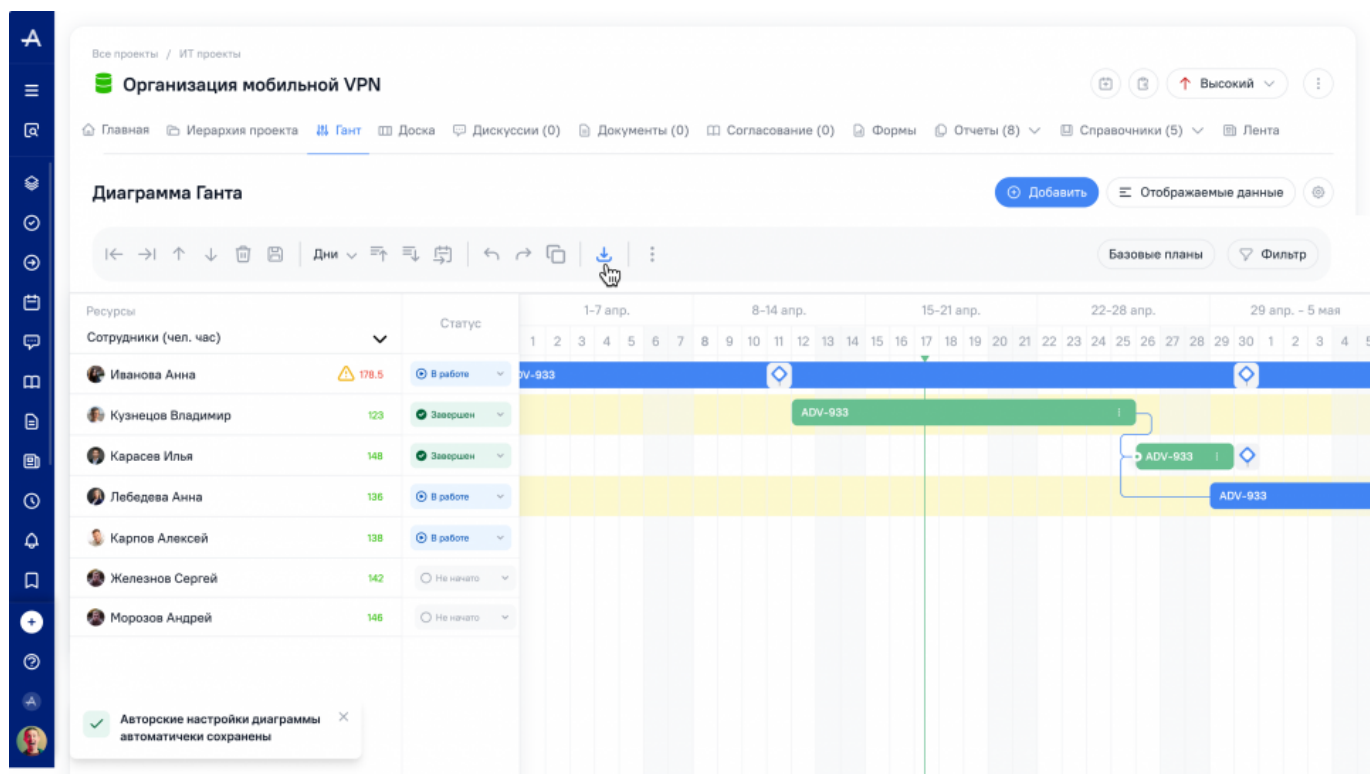 Все проекты / ИТ проекты
Организация мобильной VPN
Высокий
Главная Иерархия проекта Гант Доска Дискуссии (0) Документы (0) Согласование (0) Формы Отчеты (8) Справочники (5) Лента
Диаграмма Ганта
Добавить Отображаемые данные
Дни Базовые планы Фильтр
Ресурсы
Сотрудники (чел. час)
Статус
1-7 апр. 8-14 апр. 15-21 апр. 22-28 апр. 29 апр. - 5 мая
1 2 3 4 5 6 7 8 9 10 11 12 13 14 15 16 17 18 19 20 21 22 23 24 25 26 27 28 29 30 1 2 3 4 5
Иванова Анна 178.5 В работе DV-933
Кузнецов Владимир 123 Завершен ADV-933
Карасев Илья 148 Завершен ADV-933
Лебедева Анна 136 В работе ADV-933
Карпов Алексей 138 В работе
Железнов Сергей 142 Не начато
Морозов Андрей 146 Не начато
Авторские настройки диаграммы
автоматичеки сохранены